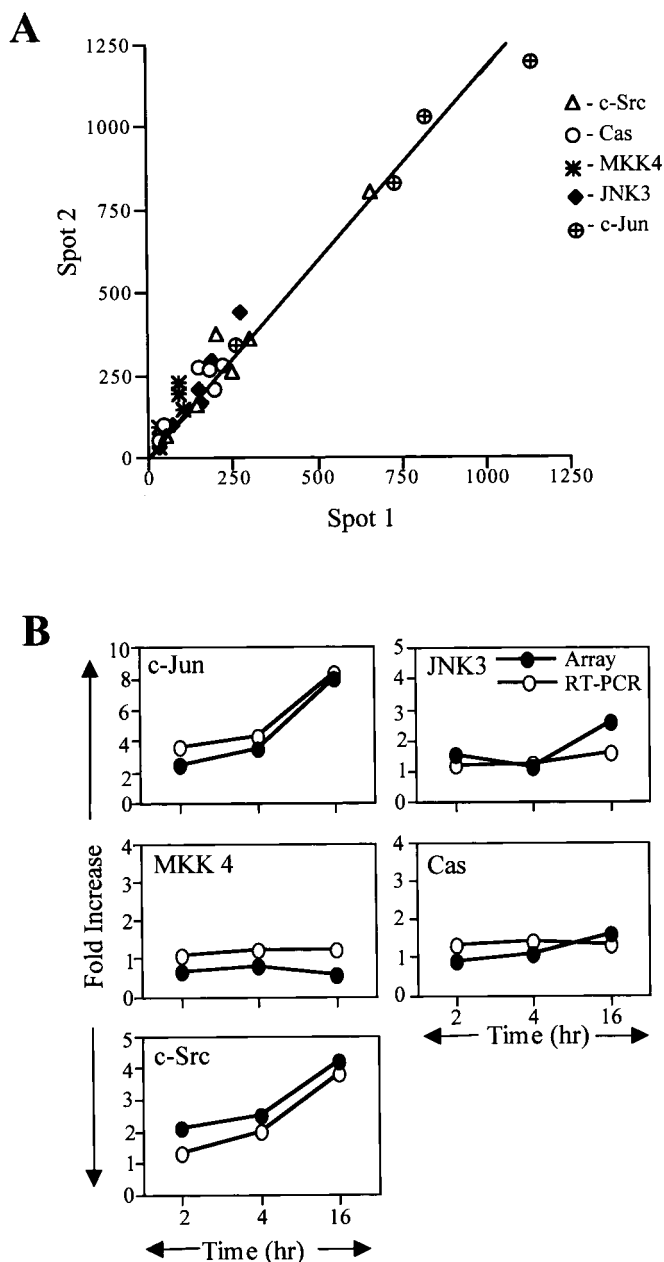 A
1250
1000
750
500
250
0
Spot 2
0 250 500 750 1000 1250
Spot 1
- c-Src
- Cas
- MKK4
- JNK3
- c-Jun
B
Fold Increase
c-Jun
10
8
6
4
2
0
JNK3
Array
RT-PCR
5
4
3
2
1
0
MKK 4
4
3
2
1
0
Cas
4
3
2
1
0
2 4 16
Time (hr)
c-Src
5
4
3
2
1
0
2 4 16
Time (hr)